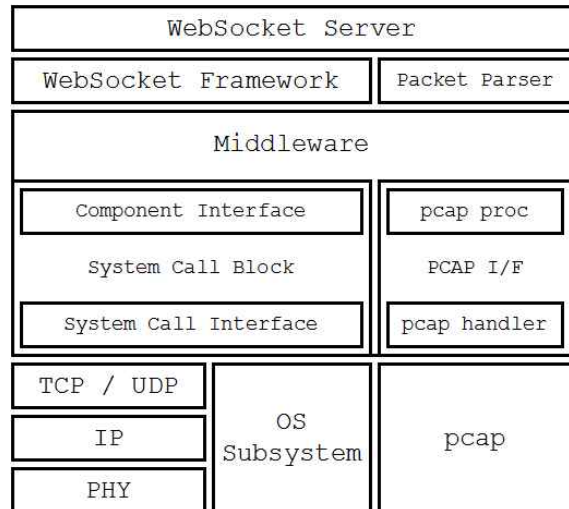 WebSocket Server
WebSocket Framework
Packet Parser
Middleware
Component Interface
pcap proc
System Call Block
PCAP I/F
System Call Interface
pcap handler
TCP / UDP
IP
PHY
OS
Subsystem
pcap